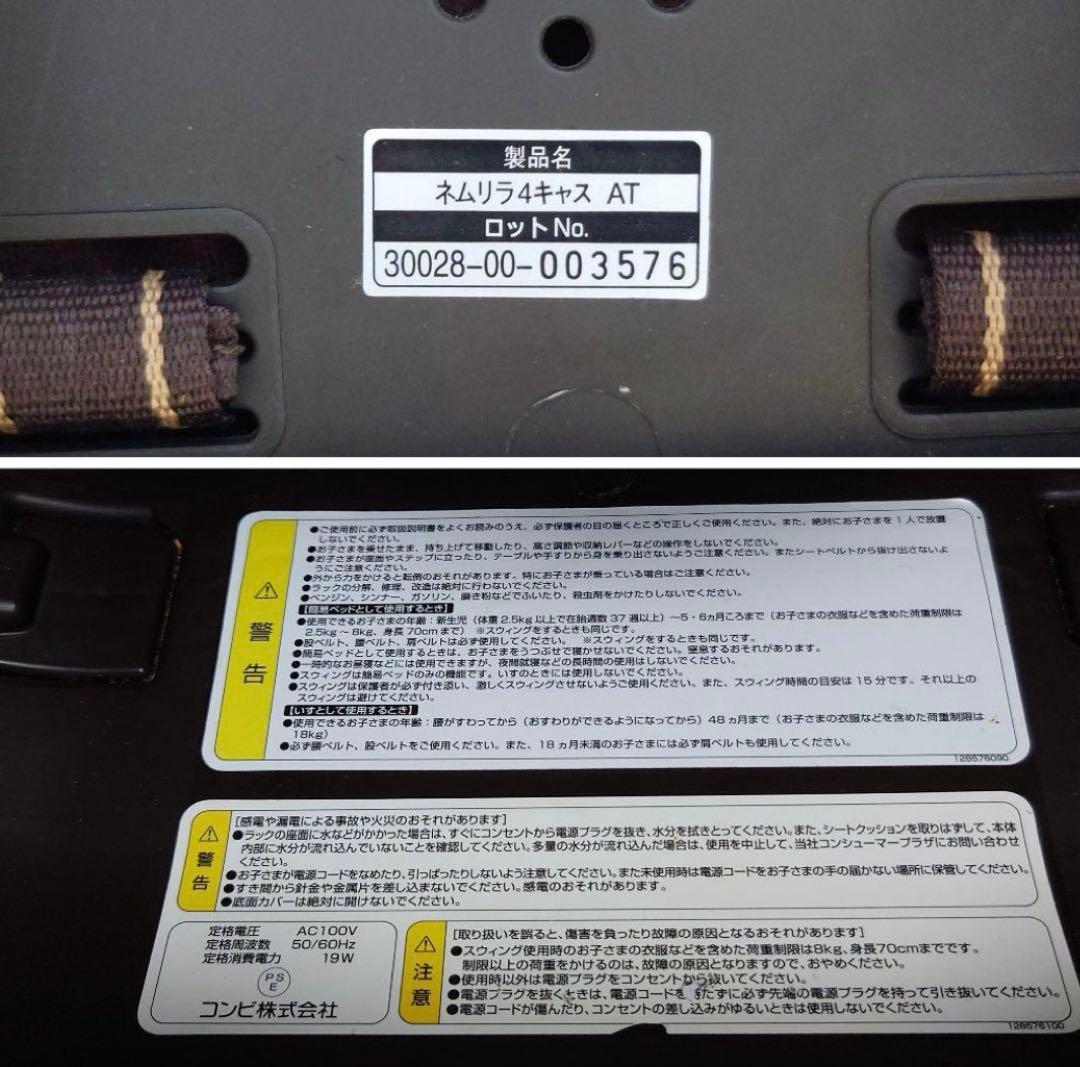 製品名
ネムリラ4キャス AT
ロットNo.
30028-00-003576
警告
●ご使用前に必ず取扱説明書をよくお読みのうえ、必ず保護者の目の届くところで正しくご使用ください。また、絶対にお子さまを1人で放置
しないでください。
●お子さまを乗せたまま、持ち上げて移動したり、高さ調節や収納レバーなどの操作をしないでください。
●お子さまが座面やステップに立ったり、テーブルや手すりから身を乗り出さないようご注意ください。またシートベルトから抜け出さないよ
うにご注意ください。
●外から力をかけると転倒のおそれがあります。特にお子さまが乗っている場合はご注意ください。
●ラックの分解、修理、改造は絶対に行わないでください。
●ベンジン、シンナー、ガソリン、磨き粉などでふいたり、殺虫剤をかけたりしないでください。
【簡易ベッドとして使用するとき】
●使用できるお子さまの年齢:新生児(体重2.5kg以上で在胎週数37週以上)~5・6ヵ月ころまで(お子さまの衣服などを含めた荷重制限は
2.5kg~8kg、身長70cmまで) ※スウィングをするときも同じです。
●股ベルト、腰ベルト、肩ベルトは必ず使用してください。 ※スウィングをするときも同じです。
●簡易ベッドとして使用するときは、お子さまをうつぶせで寝かせないでください。窒息するおそれがあります。
●一時的なお昼寝などには使用できますが、夜間就寝などの長時間の使用はしないでください。
●スウィングは簡易ベッドのみの機能です。いすのときには使用しないでください。
●スウィングは保護者が必ず付き添い、激しくスウィングさせないようご使用ください。また、スウィング時間の目安は15分です。それ以上の
スウィングは避けてください。
【いすとして使用するとき】
●使用できるお子さまの年齢:腰がすわってから(おすわりができるようになってから)48ヵ月まで(お子さまの衣服などを含めた荷重制限は
18kg)
●必ず腰ベルト、股ベルトをご使用ください。また、18ヵ月未満のお子さまには必ず肩ベルトも使用してください。
128576090
警告
[感電や漏電による事故や火災のおそれがあります]
●ラックの座面に水などがかかった場合は、すぐにコンセントから電源プラグを抜き、水分を拭きとってください。また、シートクッションを取りはずして、本体
内部に水分が流れ込んでいないことを確認してください。多量の水分が流れ込んだ場合は、使用を中止して、当社コンシューマープラザにお問い合わせ
ください。
●お子さまが電源コードをなめたり、引っぱったりしないよう注意してください。また未使用時は電源コードをお子さまの手の届かない場所に保管してください。
●すき間から針金や金属片を差し込まないでください。感電のおそれがあります。
●底面カバーは絶対に開けないでください。
定格電圧 AC100V
定格周波数 50/60Hz
定格消費電力 19W
PS
E
コンビ株式会社
注意
[取り扱いを誤ると、傷害を負ったり故障の原因となるおそれがあります]
●スウィング使用時のお子さまの衣服などを含めた荷重制限は8kg、身長70cmまでです。
制限以上の荷重をかけるのは、故障の原因となりますので、おやめください。
●使用時以外は電源プラグをコンセントから抜いてください。
●電源プラグを抜くときは、電源コードを持たずに必ず先端の電源プラグを持って引き抜いてください。
●電源コードが傷んだり、コンセントの差し込みがゆるいときは使用しないでください。
128576100